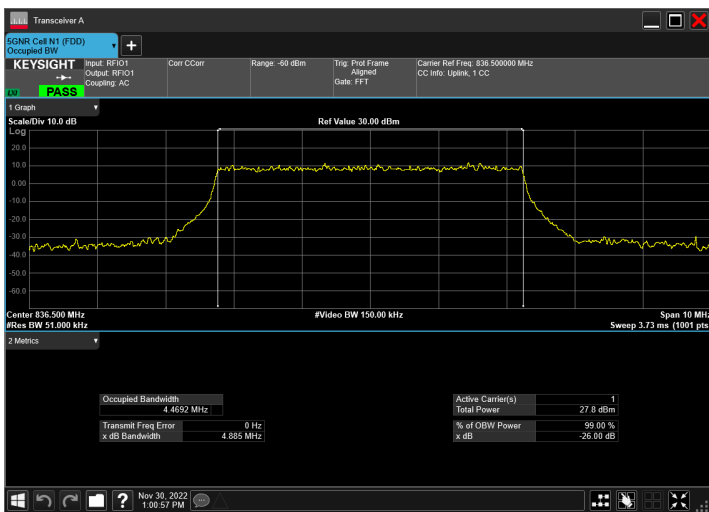 Transceiver A
5GNR Cell N1 (FDD)
Occupied BW
KEYSIGHT
LXI
PASS
Input: RFIO1
Output: RFIO1
Coupling: AC
Corr CCorr
Range: -60 dBm
Trig: Prot Frame
Aligned
Gate: FFT
Carrier Ref Freq: 836.500000 MHz
CC Info: Uplink, 1 CC
1 Graph
Scale/Div 10.0 dB
Ref Value 30.00 dBm
Log
20.0
10.0
0.00
-10.0
-20.0
-30.0
-40.0
-50.0
-60.0
Center 836.500 MHz
#Video BW 150.00 kHz
Span 10 MHz
#Res BW 51.000 kHz
Sweep 3.73 ms (1001 pts
2 Metrics
Occupied Bandwidth
4.4692 MHz
Transmit Freq Error 0 Hz
x dB Bandwidth 4.885 MHz
Active Carrier(s) 1
Total Power 27.8 dBm
% of OBW Power 99.00 %
x dB -26.00 dB
?
Nov 30, 2022
1:00:57 PM